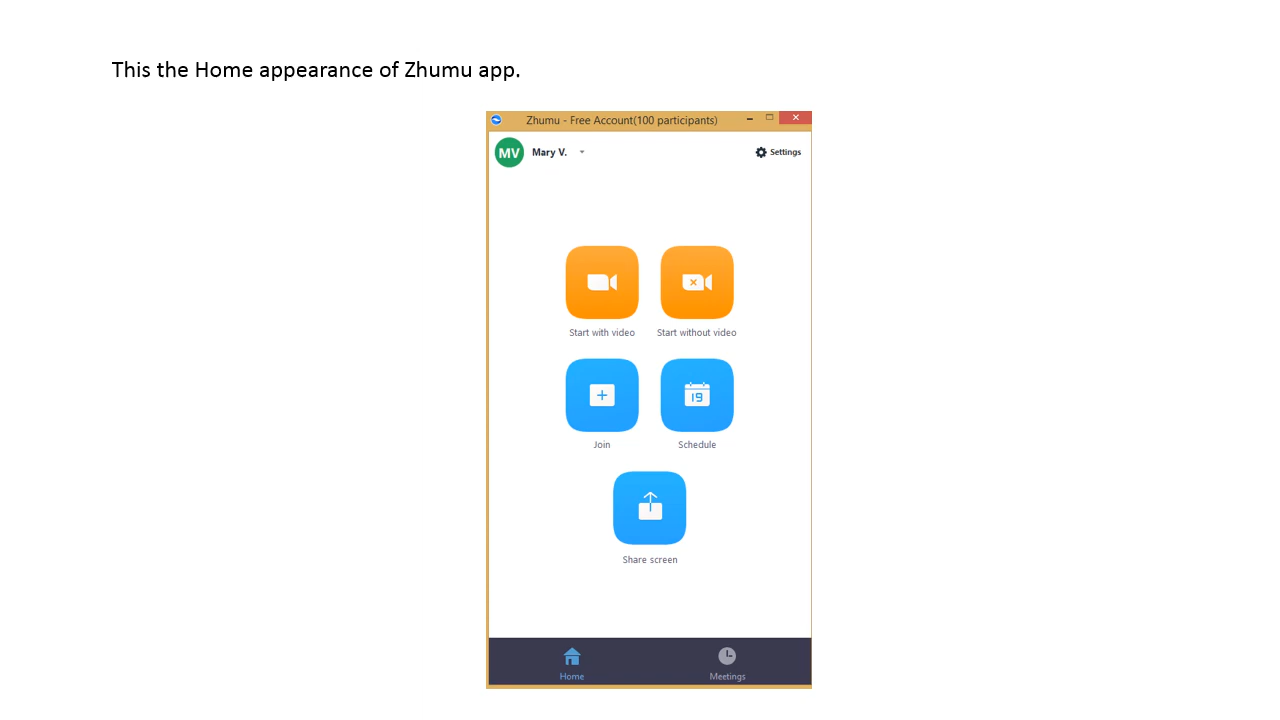 This the Home appearance of Zhumu app.
Zhumu - Free Account(100 participants)
MV Mary V. Settings
Start with video Start without video
19
Join Schedule
Share screen
Home Meetings